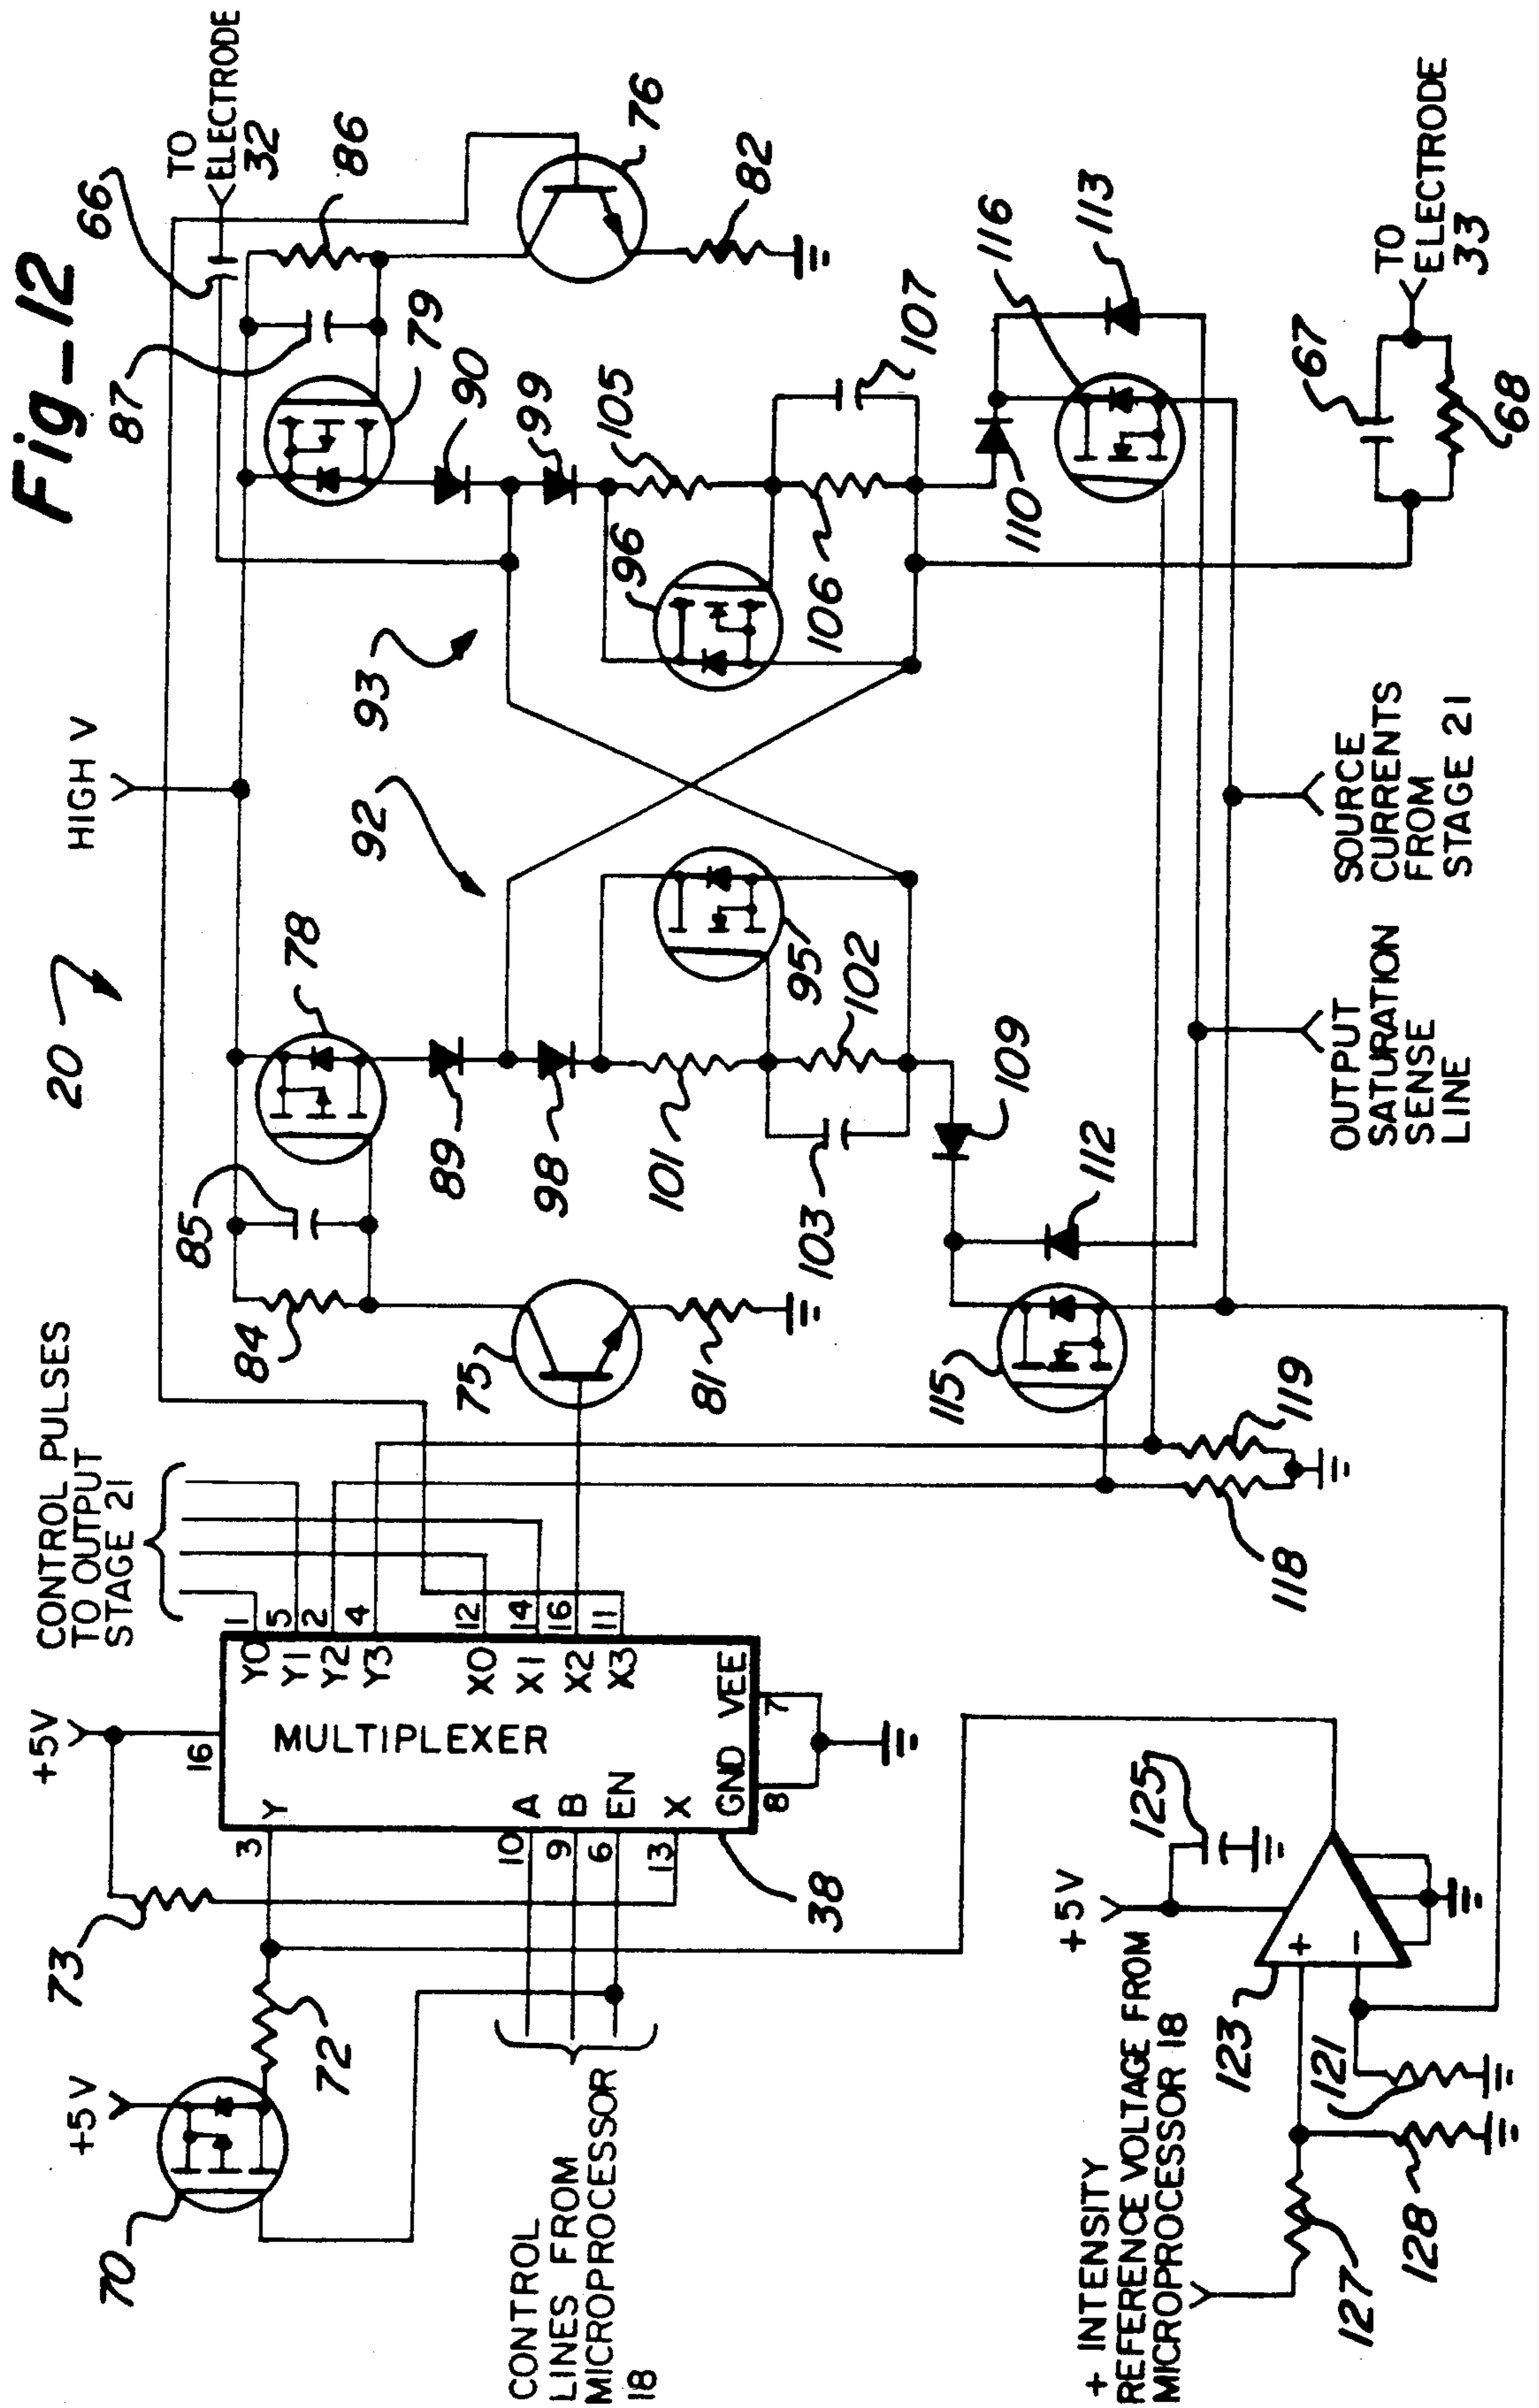 Fig_12
20
HIGH V
TO
ELECTRODE
32
66
86
87
76
82
79
90
99
93
92
78
85
84
CONTROL PULSES
TO OUTPUT
STAGE 21
+5V
16
73
3
Y
MULTIPLEXER
Y0
1
Y1
5
Y2
2
Y3
4
X0
12
X1
14
X2
16
X3
11
10
A
9
B
6
EN
13
X
GND
VEE
8
7
38
+5V
70
72
CONTROL
LINES FROM
MICROPROCESSOR
18
75
81
89
98
101
103
102
95
96
105
106
107
110
116
113
109
112
115
119
118
67
68
TO
ELECTRODE
33
SOURCE
CURRENTS
FROM
STAGE 21
OUTPUT
SATURATION
SENSE
LINE
+5V
125
123
+
−
121
128
127
+ INTENSITY
REFERENCE VOLTAGE FROM
MICROPROCESSOR 18